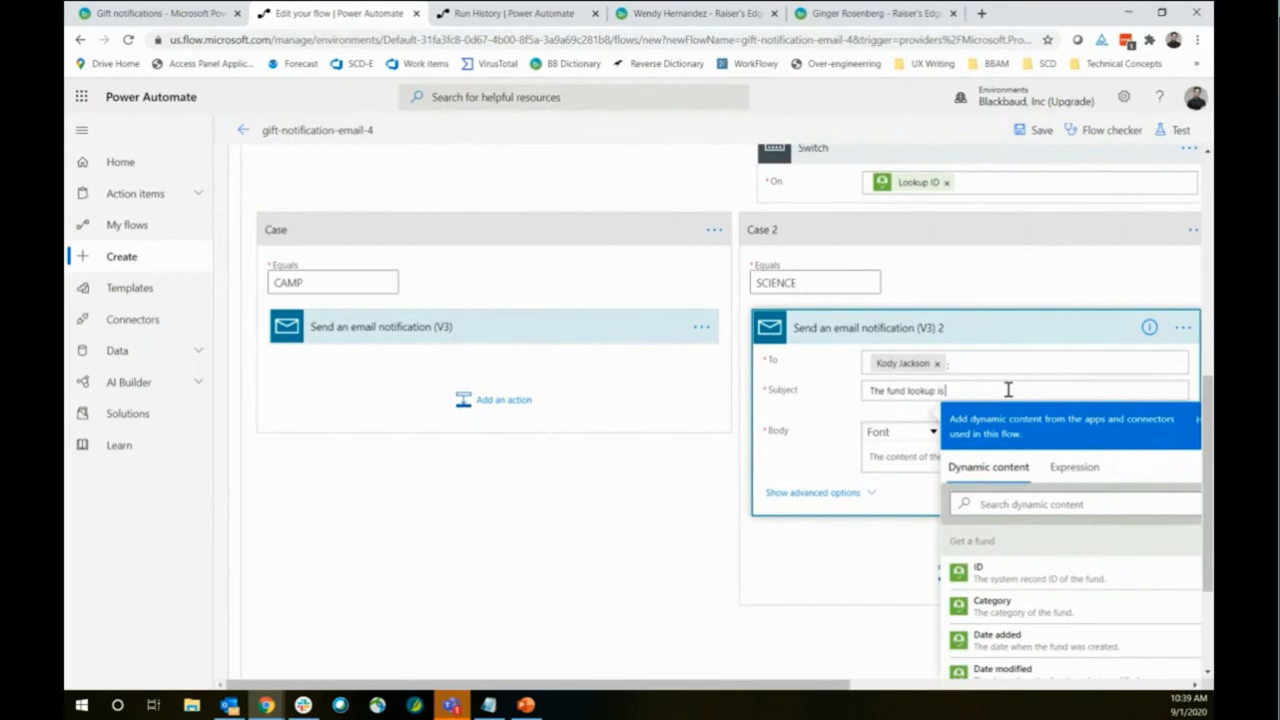 Gift notifications - Microsoft Pow
Edit your flow | Power Automate
Run History | Power Automate
Wendy Hernandez - Raiser's Edge
Ginger Rosenberg - Raiser's Edg
us.flow.microsoft.com/manage/environments/Default-31fa3fc8-0d67-4b00-8f5a-3a9a69c281b8/flows/new?newFlowName=gift-notification-email-4&trigger=providers%2FMicrosoft.Pro...
Drive Home
Access Panel Applic...
Forecast
SCD-E
Work items
VirusTotal
BB Dictionary
Reverse Dictionary
WorkFlowy
Over-engineering
UX Writing
BBAM
SCD
Technical Concepts
»
Power Automate
Search for helpful resources
Environments
Blackbaud, Inc (Upgrade)
?
gift-notification-email-4
Save
Flow checker
Test
Home
Action items
My flows
Create
Templates
Connectors
Data
AI Builder
Solutions
Learn
Switch
* On
Lookup ID ×
Case
* Equals
CAMP
Send an email notification (V3)
Add an action
Case 2
* Equals
SCIENCE
Send an email notification (V3) 2
* To
Kody Jackson × ;
* Subject
The fund lookup is
* Body
Font
The content of the
Show advanced options
Add dynamic content from the apps and connectors
used in this flow.
Dynamic content
Expression
Search dynamic content
Get a fund
ID
The system record ID of the fund.
Category
The category of the fund.
Date added
The date when the fund was created.
Date modified
10:39 AM
9/1/2020